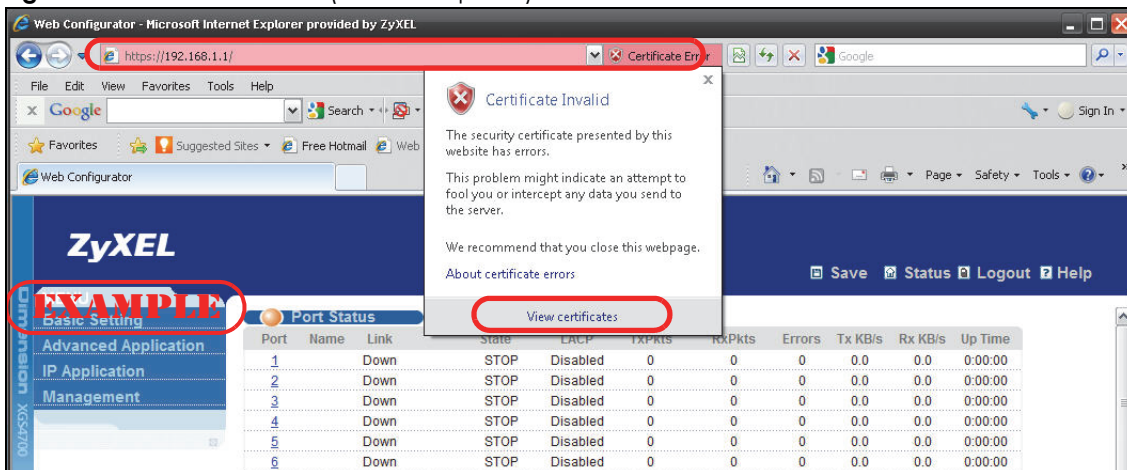 Web Configurator - Microsoft Internet Explorer provided by ZyXEL
https://192.168.1.1/
Certificate Error
Google
File Edit View Favorites Tools Help
x Google
Search
Sign In
Favorites
Suggested Sites
Free Hotmail
Web
Web Configurator
Page Safety Tools
Certificate Invalid
x
The security certificate presented by this
website has errors.
This problem might indicate an attempt to
fool you or intercept any data you send to
the server.
We recommend that you close this webpage.
About certificate errors
View certificates
ZyXEL
Save Status Logout Help
Dimension XGS4700
MENU
EXAMPLE
Basic Setting
Advanced Application
IP Application
Management
Port Status
Port Name Link State LACP TxPkts RxPkts Errors Tx KB/s Rx KB/s Up Time
1 Down STOP Disabled 0 0 0 0.0 0.0 0:00:00
2 Down STOP Disabled 0 0 0 0.0 0.0 0:00:00
3 Down STOP Disabled 0 0 0 0.0 0.0 0:00:00
4 Down STOP Disabled 0 0 0 0.0 0.0 0:00:00
5 Down STOP Disabled 0 0 0 0.0 0.0 0:00:00
6 Down STOP Disabled 0 0 0 0.0 0.0 0:00:00